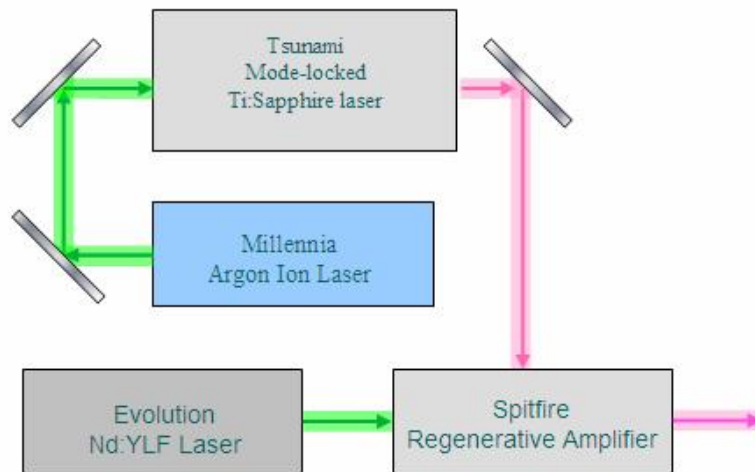 Tsunami
Mode-locked
Ti:Sapphire laser
Millennia
Argon Ion Laser
Evolution
Nd:YLF Laser
Spitfire
Regenerative Amplifier